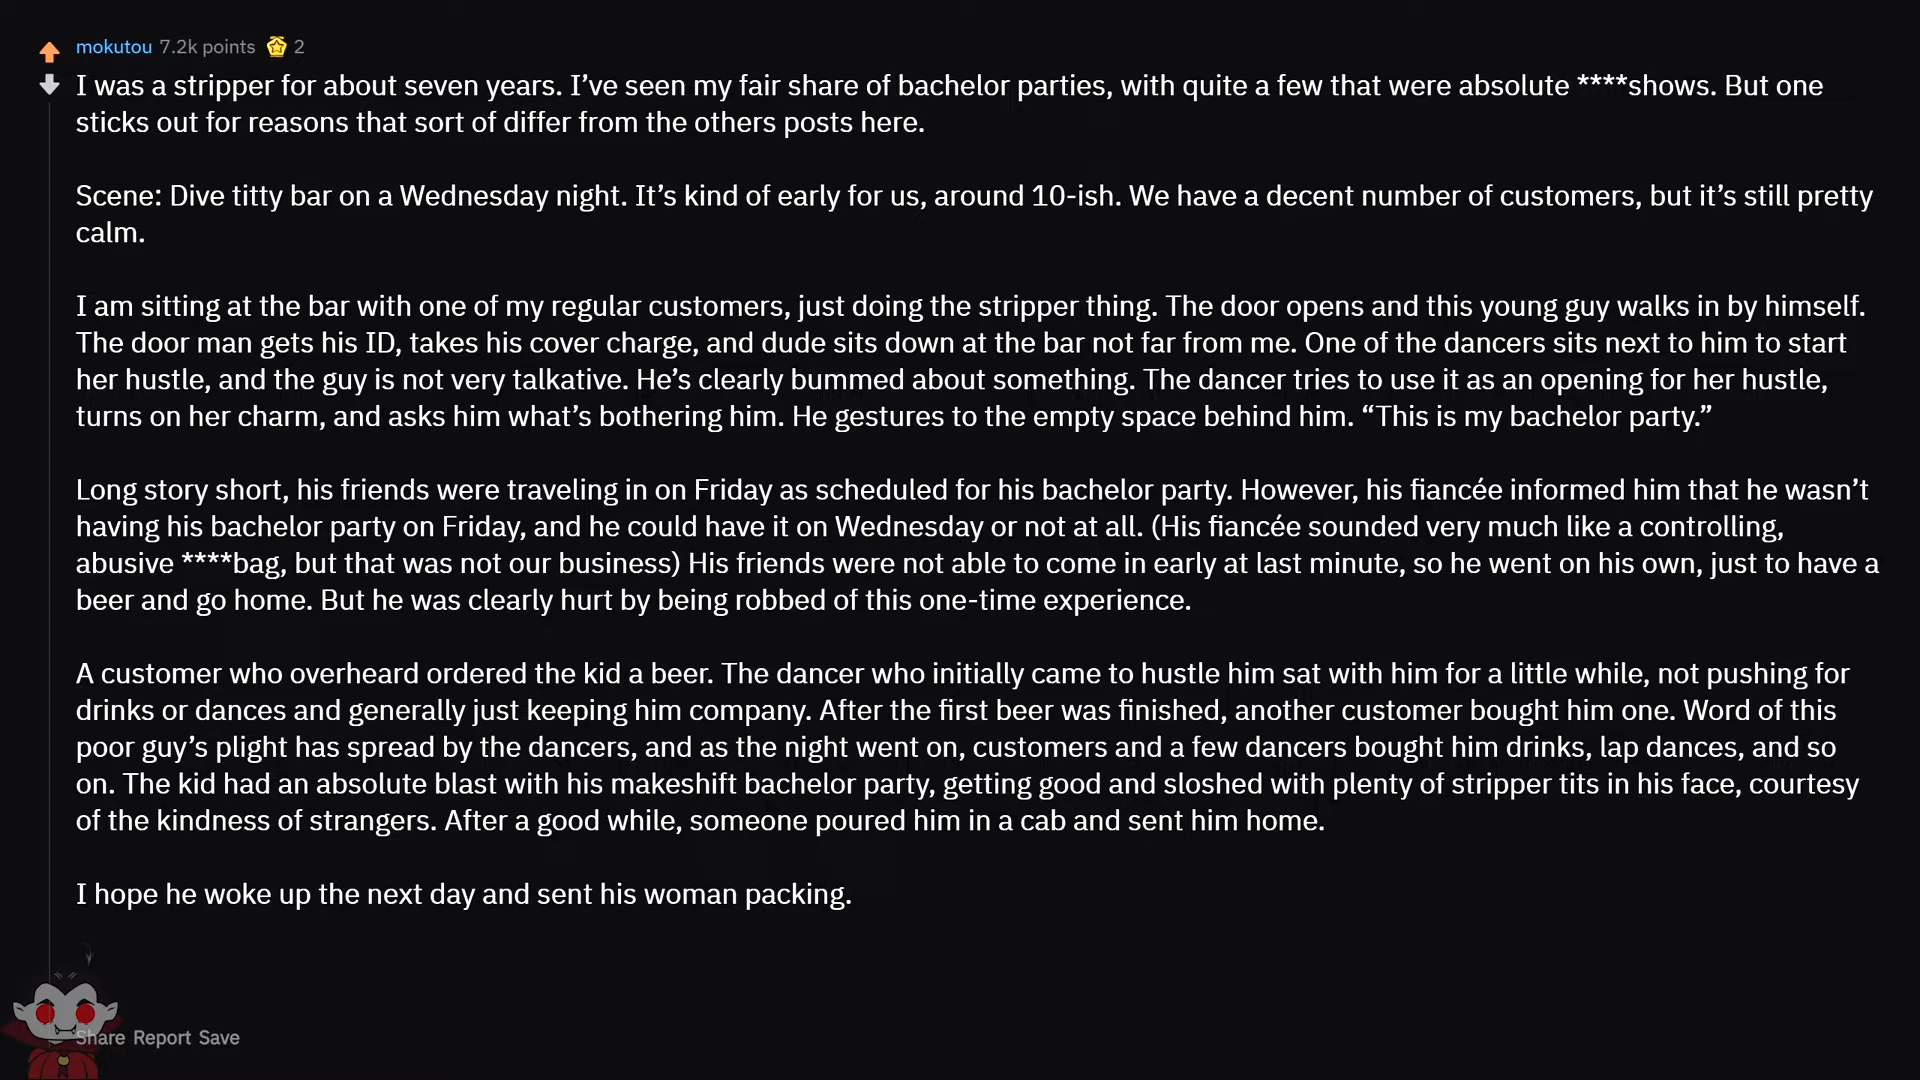 mokutou 7.2k points 2
I was a stripper for about seven years. I’ve seen my fair share of bachelor parties, with quite a few that were absolute ****shows. But one
sticks out for reasons that sort of differ from the others posts here.
Scene: Dive titty bar on a Wednesday night. It’s kind of early for us, around 10-ish. We have a decent number of customers, but it’s still pretty
calm.
I am sitting at the bar with one of my regular customers, just doing the stripper thing. The door opens and this young guy walks in by himself.
The door man gets his ID, takes his cover charge, and dude sits down at the bar not far from me. One of the dancers sits next to him to start
her hustle, and the guy is not very talkative. He’s clearly bummed about something. The dancer tries to use it as an opening for her hustle,
turns on her charm, and asks him what’s bothering him. He gestures to the empty space behind him. “This is my bachelor party.”
Long story short, his friends were traveling in on Friday as scheduled for his bachelor party. However, his fiancée informed him that he wasn’t
having his bachelor party on Friday, and he could have it on Wednesday or not at all. (His fiancée sounded very much like a controlling,
abusive ****bag, but that was not our business) His friends were not able to come in early at last minute, so he went on his own, just to have a
beer and go home. But he was clearly hurt by being robbed of this one-time experience.
A customer who overheard ordered the kid a beer. The dancer who initially came to hustle him sat with him for a little while, not pushing for
drinks or dances and generally just keeping him company. After the first beer was finished, another customer bought him one. Word of this
poor guy’s plight has spread by the dancers, and as the night went on, customers and a few dancers bought him drinks, lap dances, and so
on. The kid had an absolute blast with his makeshift bachelor party, getting good and sloshed with plenty of stripper tits in his face, courtesy
of the kindness of strangers. After a good while, someone poured him in a cab and sent him home.
I hope he woke up the next day and sent his woman packing.
Share Report Save